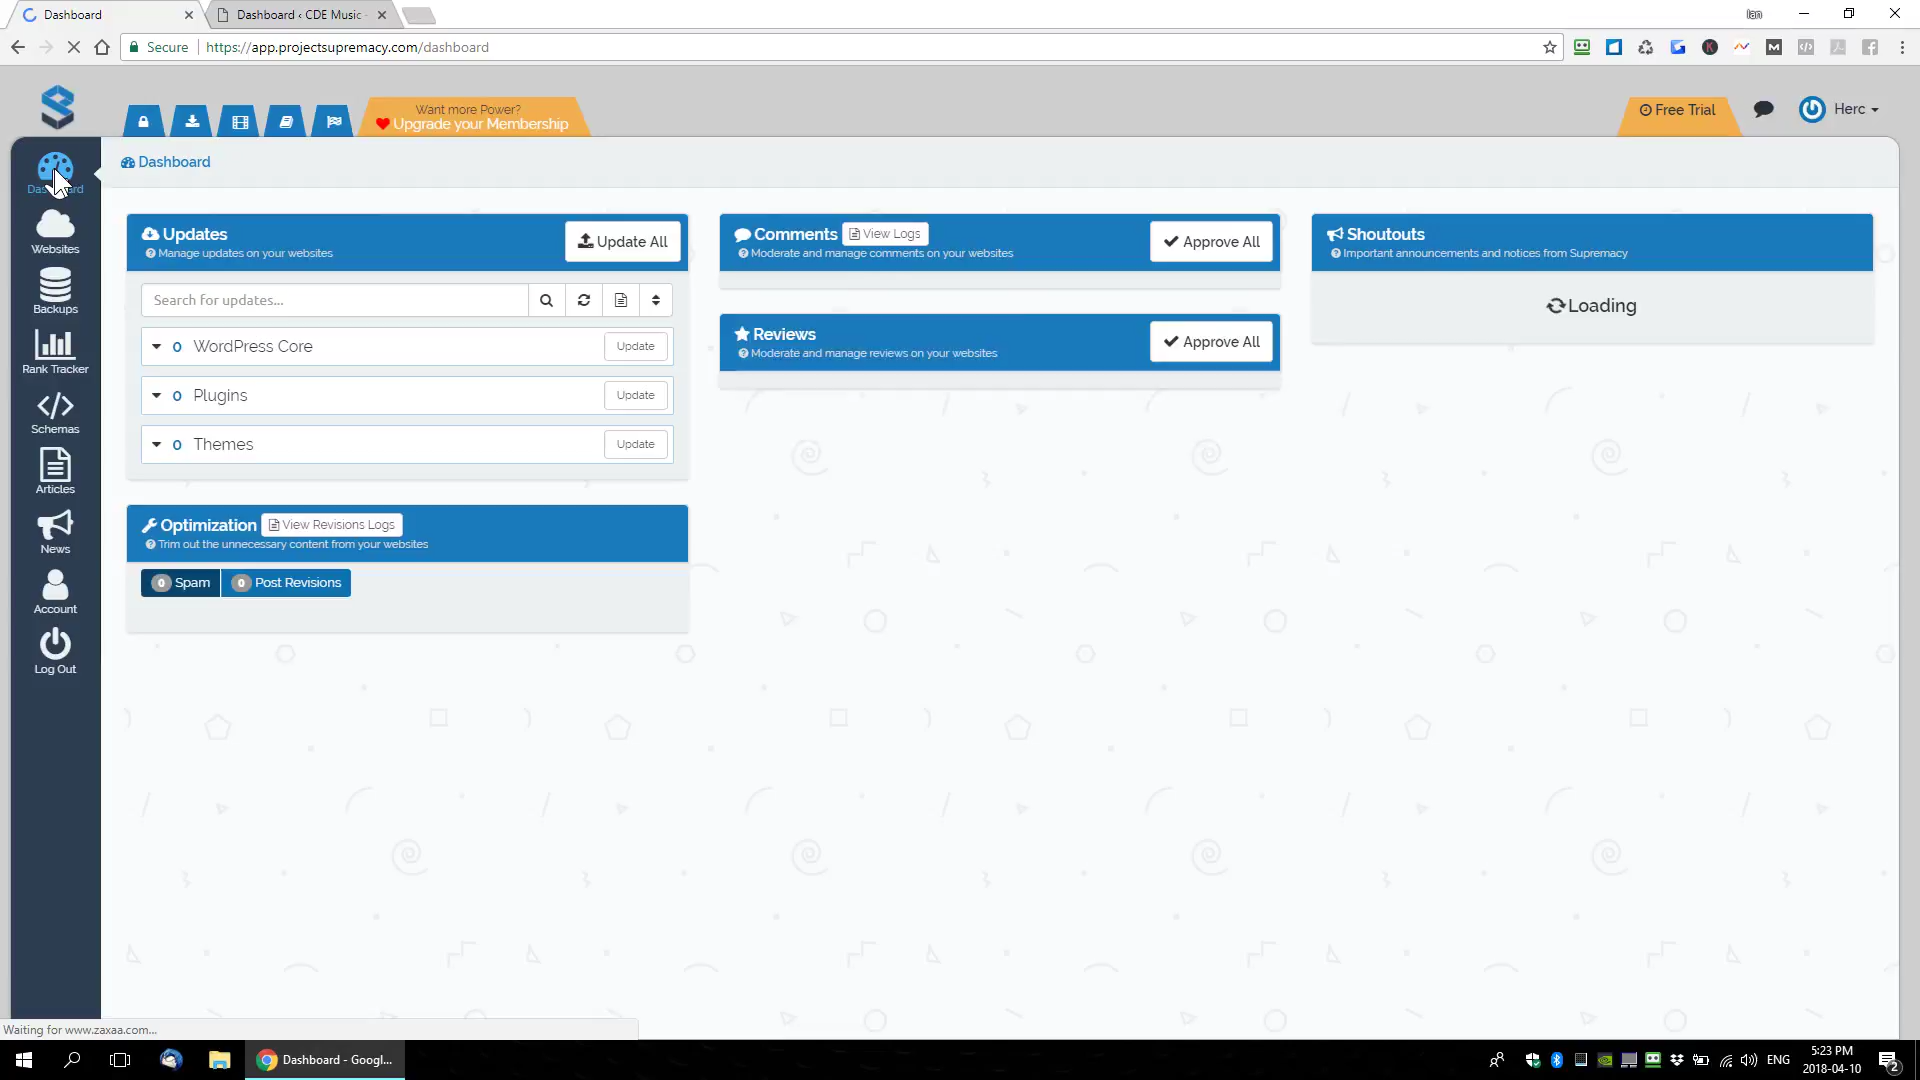 Dashboard
Dashboard ‹ CDE Music -
Ian
Secure
https://app.projectsupremacy.com/dashboard
Want more Power?
Upgrade your Membership
Free Trial
Herc
Dashboard
Websites
Backups
Rank Tracker
Schemas
Articles
News
Account
Log Out
Dashboard
Updates
Manage updates on your websites
Update All
Search for updates...
0 WordPress Core
Update
0 Plugins
Update
0 Themes
Update
Optimization
View Revisions Logs
Trim out the unnecessary content from your websites
0 Spam
0 Post Revisions
Comments
View Logs
Moderate and manage comments on your websites
Approve All
Reviews
Moderate and manage reviews on your websites
Approve All
Shoutouts
Important announcements and notices from Supremacy
Loading
Waiting for www.zaxaa.com...
Dashboard - Googl...
ENG
5:23 PM
2018-04-10
2